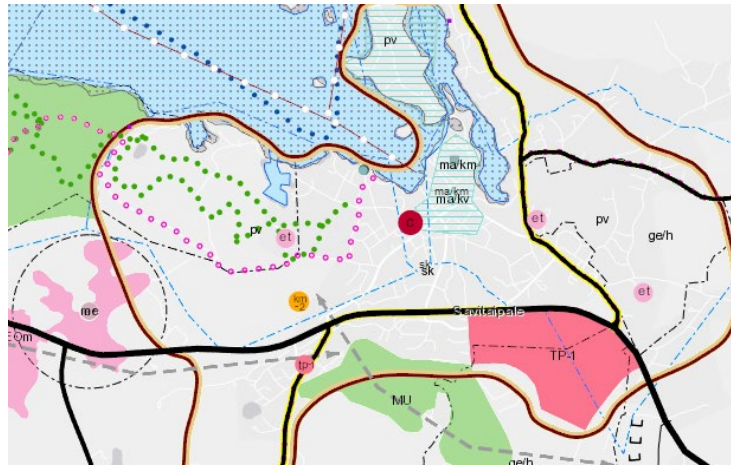 pv
ma/km
ma/km
ma/kv
c
et
pv
pv
et
ge/h
sk
sk
et
km
-2
me
Savitaipale
EOm
TP-1
tp-1
MU
ge/h